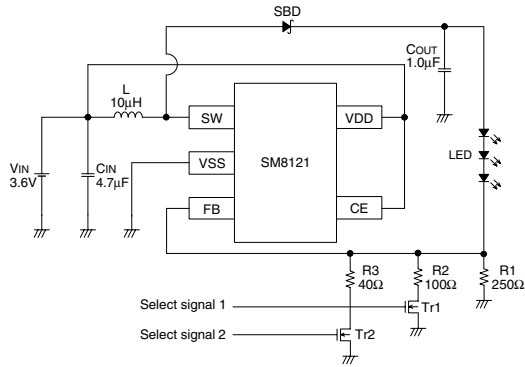 SBD
COUT
1.0µF
L
10µH
SW
VDD
VSS
SM8121
FB
CE
VIN
3.6V
CIN
4.7µF
LED
R3
40Ω
R2
100Ω
R1
250Ω
Select signal 1
Tr1
Select signal 2
Tr2